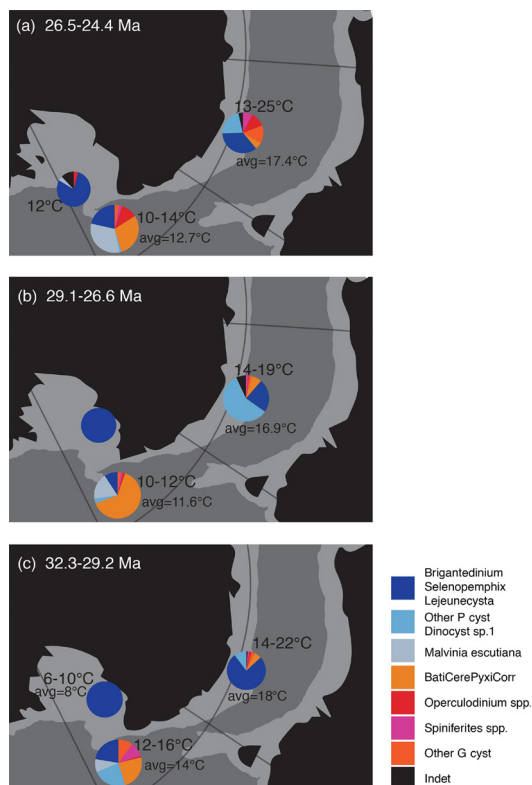 (a) 26.5-24.4 Ma
13-25°C
avg=17.4°C
12°C
10-14°C
avg=12.7°C
(b) 29.1-26.6 Ma
14-19°C
avg=16.9°C
10-12°C
avg=11.6°C
(c) 32.3-29.2 Ma
14-22°C
avg=18°C
6-10°C
avg=8°C
12-16°C
avg=14°C
Brigantedinium
Selenopemphix
Lejeunecysta
Other P cyst
Dinocyst sp.1
Malvinia escutiana
BatiCerePyxiCorr
Operculodinium spp.
Spiniferites spp.
Other G cyst
Indet